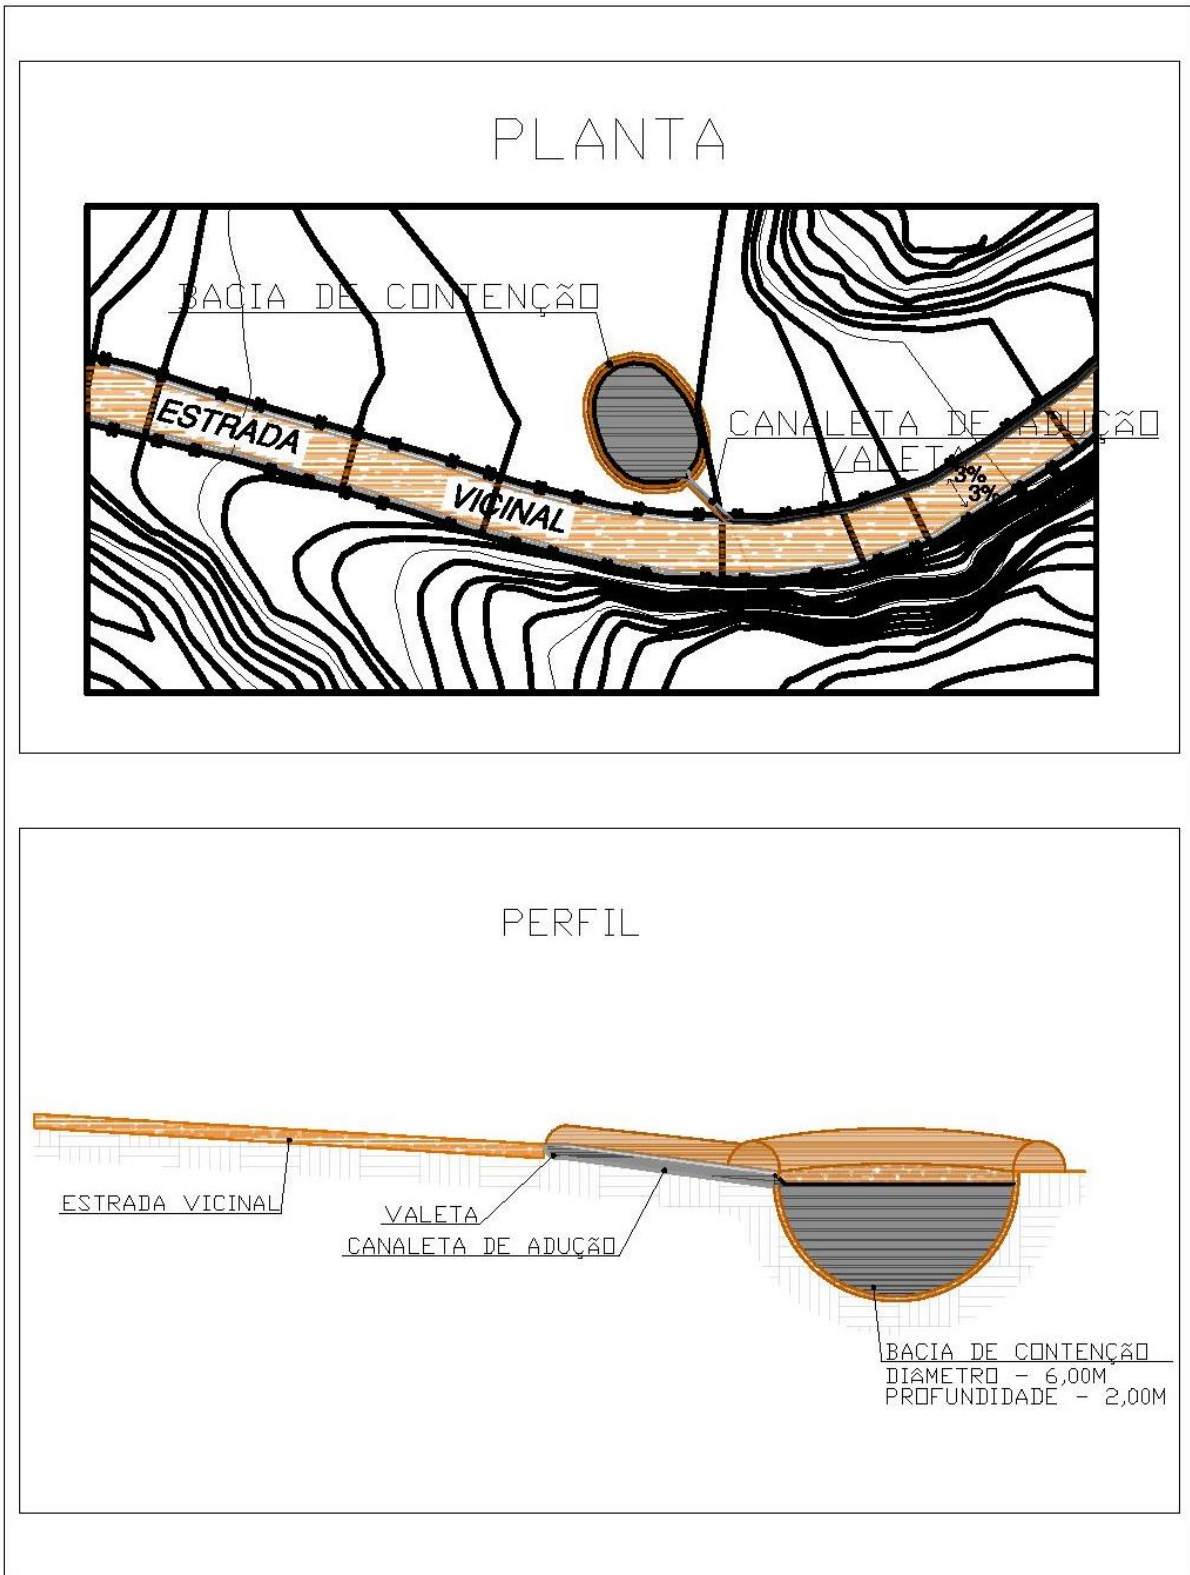 PLANTA
BACIA DE CONTENÇãO
ESTRADA
CANALETA DE ADUÇãO
VALETA
3%
3%
VICINAL
PERFIL
ESTRADA VICINAL
VALETA
CANALETA DE ADUÇãO
BACIA DE CONTENÇãO
DIÂMETRO - 6,00M
PROFUNDIDADE - 2,00M